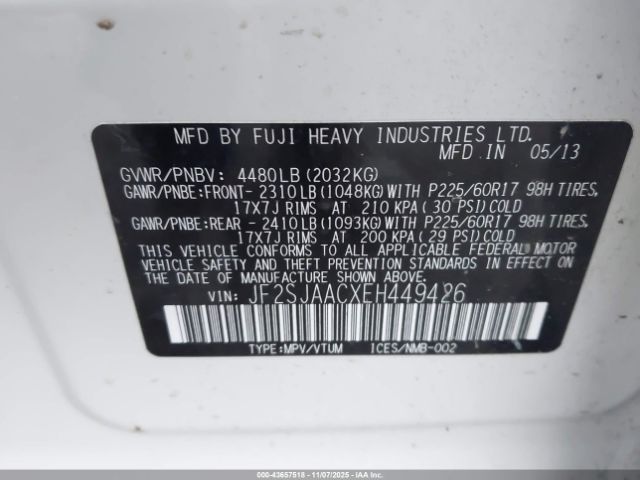 MFD BY FUJI HEAVY INDUSTRIES LTD.
MFD IN 05/13
GVWR/PNBV: 4480LB (2032KG)
GAWR/PNBE:FRONT- 2310LB (1048KG) WITH P225/60R17 98H TIRES,
17X7J RIMS AT 210 KPA ( 30 PSI) COLD
GAWR/PNBE:REAR - 2410LB (1093KG) WITH P225/60R17 98H TIRES,
17X7J RIMS AT 200 KPA ( 29 PSI) COLD
THIS VEHICLE CONFORMS TO ALL APPLICABLE FEDERAL MOTOR
VEHICLE SAFETY AND THEFT PREVENTION STANDARDS IN EFFECT ON
THE DATE OF MANUFACTURE SHOWN ABOVE.
VIN: JF2SJAACXEH449426
TYPE:MPV/VTUM ICES/NMB-002
000-43657518 - 11/07/2025 - IAAI.COM